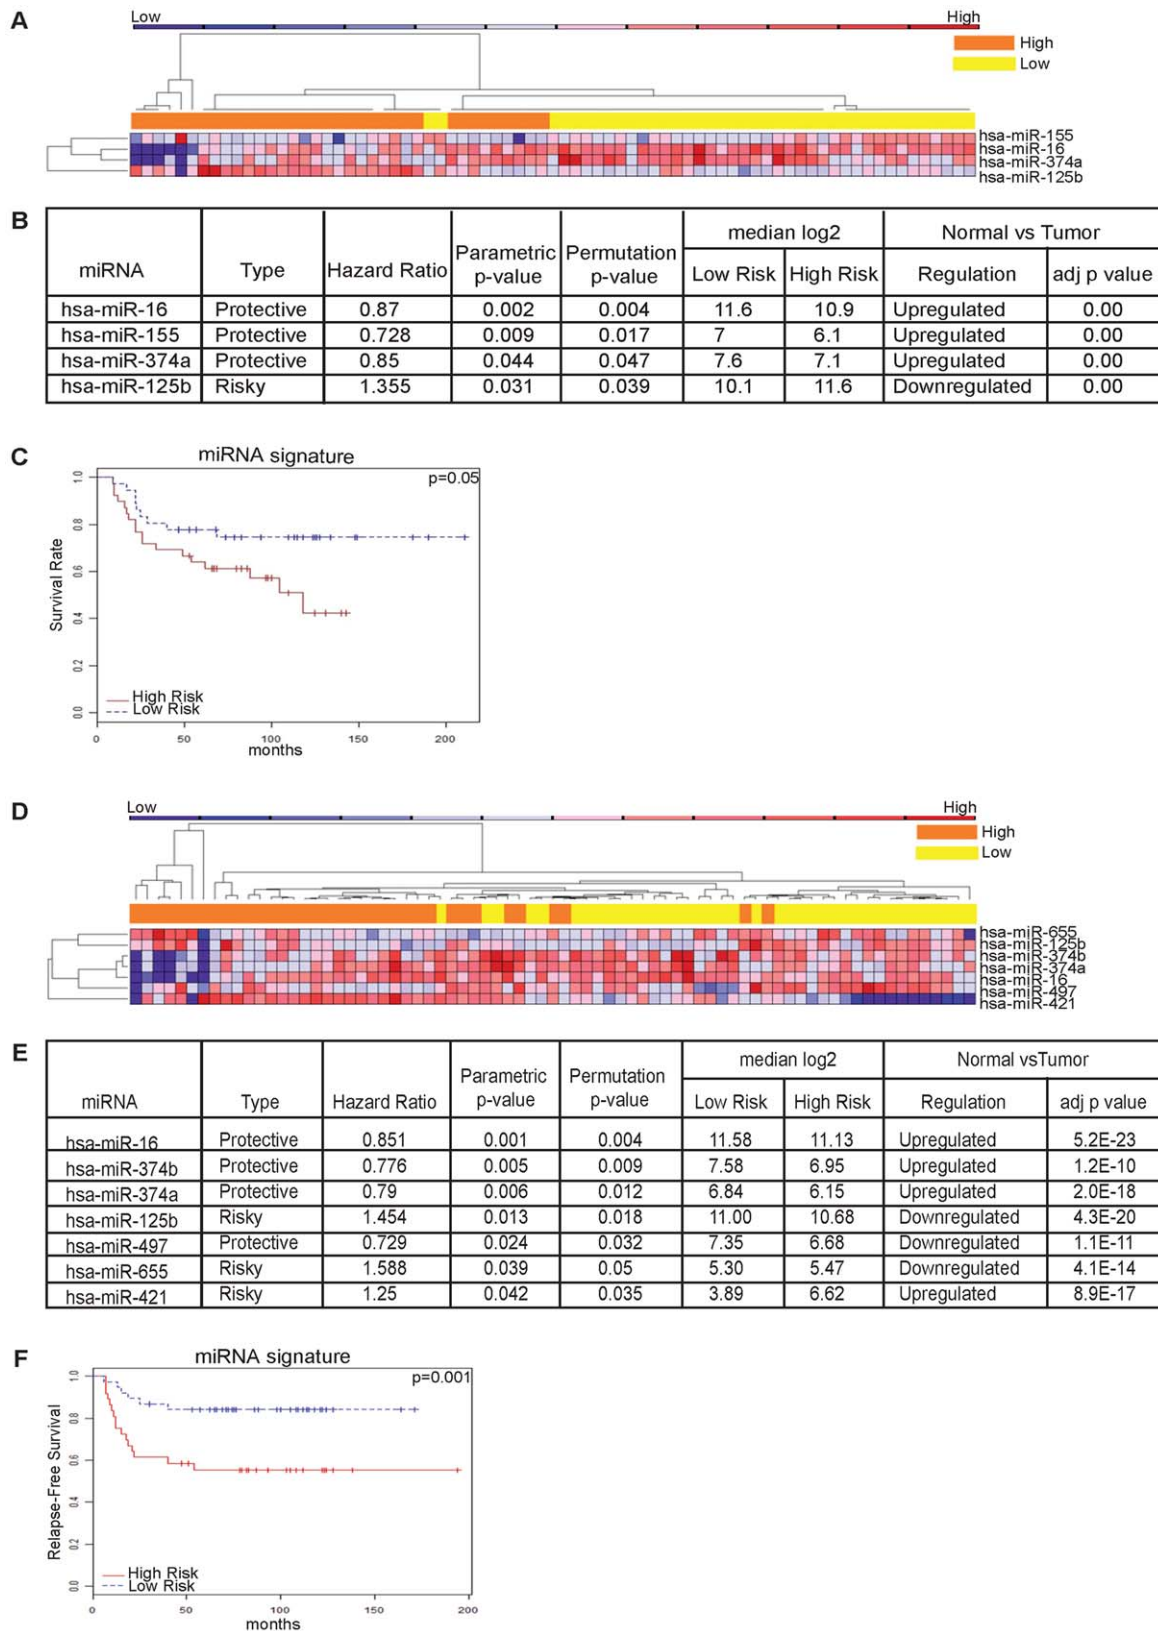 A
Low High
High
Low
hsa-miR-155
hsa-miR-16
hsa-miR-374a
hsa-miR-125b
B
miRNA Type Hazard Ratio Parametric p-value Permutation p-value median log2 Normal vs Tumor
Low Risk High Risk Regulation adj p value
hsa-miR-16 Protective 0.87 0.002 0.004 11.6 10.9 Upregulated 0.00
hsa-miR-155 Protective 0.728 0.009 0.017 7 6.1 Upregulated 0.00
hsa-miR-374a Protective 0.85 0.044 0.047 7.6 7.1 Upregulated 0.00
hsa-miR-125b Risky 1.355 0.031 0.039 10.1 11.6 Downregulated 0.00
C
miRNA signature
p=0.05
Survival Rate
1.0
0.8
0.6
0.4
0.2
0.0
High Risk
Low Risk
0 50 100 150 200
months
D
Low High
High
Low
hsa-miR-655
hsa-miR-125b
hsa-miR-374b
hsa-miR-374a
hsa-miR-16
hsa-miR-497
hsa-miR-421
E
miRNA Type Hazard Ratio Parametric p-value Permutation p-value median log2 Normal vsTumor
Low Risk High Risk Regulation adj p value
hsa-miR-16 Protective 0.851 0.001 0.004 11.58 11.13 Upregulated 5.2E-23
hsa-miR-374b Protective 0.776 0.005 0.009 7.58 6.95 Upregulated 1.2E-10
hsa-miR-374a Protective 0.79 0.006 0.012 6.84 6.15 Upregulated 2.0E-18
hsa-miR-125b Risky 1.454 0.013 0.018 11.00 10.68 Downregulated 4.3E-20
hsa-miR-497 Protective 0.729 0.024 0.032 7.35 6.68 Downregulated 1.1E-11
hsa-miR-655 Risky 1.588 0.039 0.05 5.30 5.47 Downregulated 4.1E-14
hsa-miR-421 Risky 1.25 0.042 0.035 3.89 6.62 Upregulated 8.9E-17
F
miRNA signature
p=0.001
Relapse-Free Survival
1.0
0.8
0.6
0.4
0.2
0.0
High Risk
Low Risk
0 50 100 150 200
months